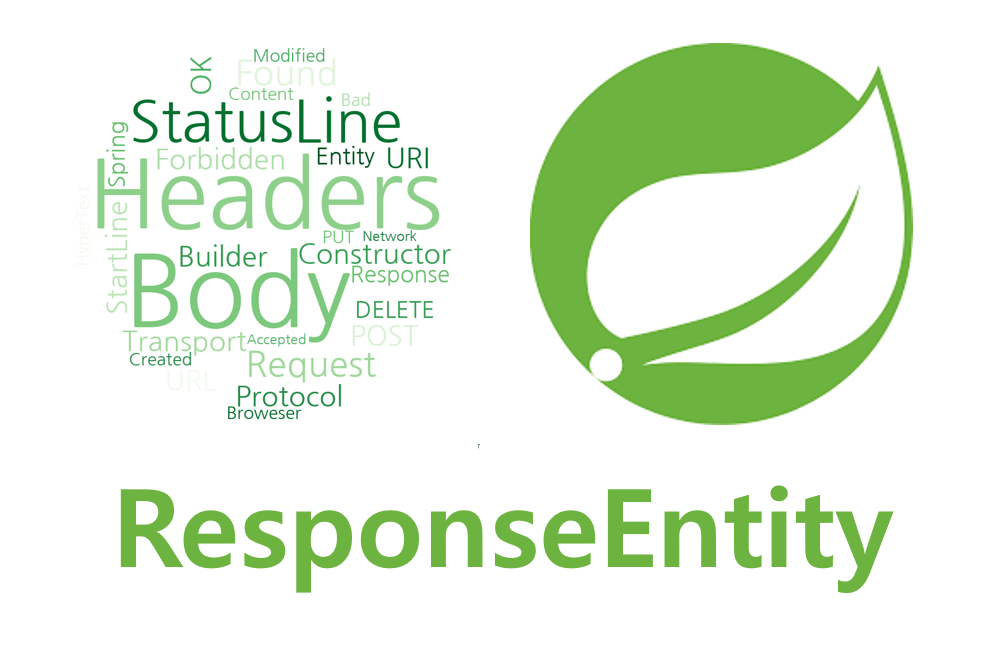 Modified
OK
Found
Content
Bad
StatusLine
Spring
Forbidden
Entity URI
Headers
HyperText
StartLine
PUT Network
Builder
Constructor
Body
Response
DELETE
POST
Transport
Accepted
Created
Request
URL
Protocol
Broweser
ResponseEntity